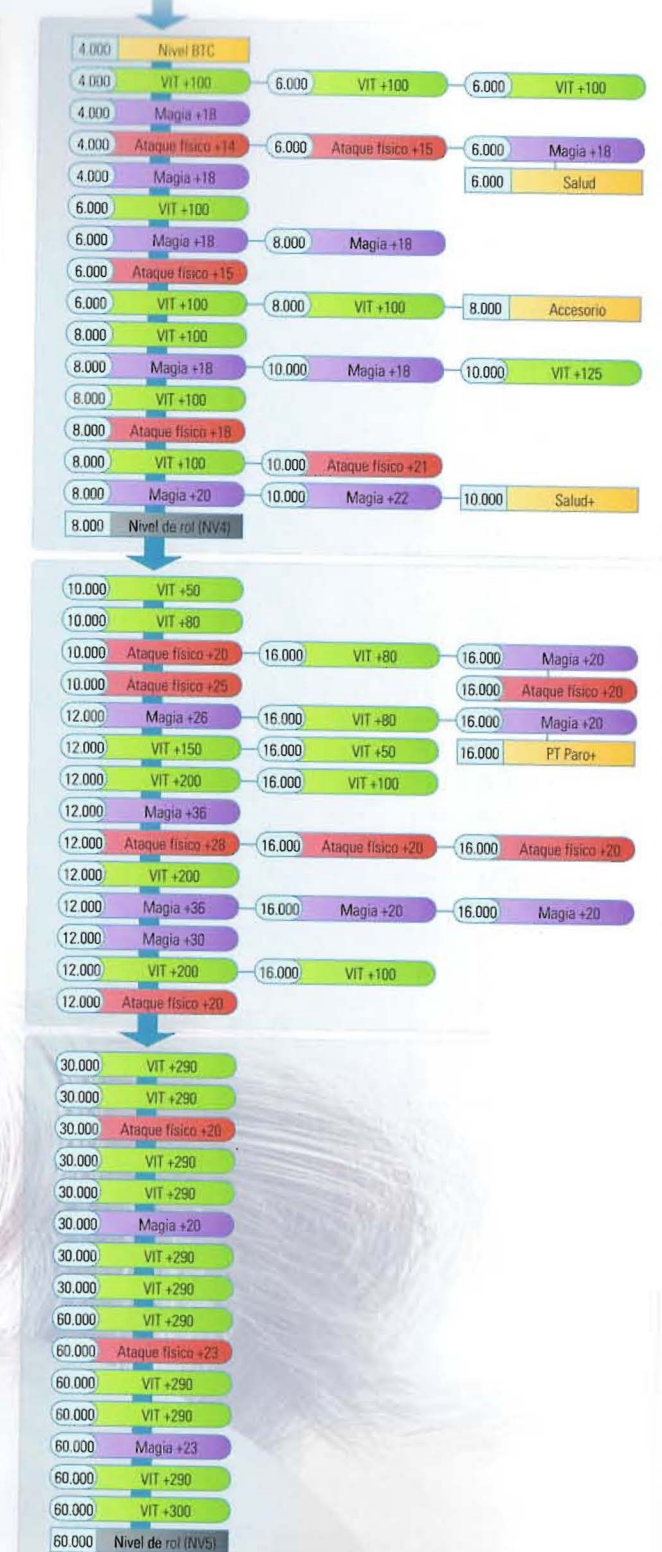 4.000 Nivel BTC
4.000 VIT +100 6.000 VIT +100 6.000 VIT +100
4.000 Magia +18
4.000 Ataque físico +14 6.000 Ataque físico +15 6.000 Magia +18
4.000 Magia +18 6.000 Salud
6.000 VIT +100
6.000 Magia +18 8.000 Magia +18
6.000 Ataque físico +15
6.000 VIT +100 8.000 VIT +100 8.000 Accesorio
8.000 VIT +100
8.000 Magia +18 10.000 Magia +18 10.000 VIT +125
8.000 VIT +100
8.000 Ataque físico +18
8.000 VIT +100 10.000 Ataque físico +21
8.000 Magia +20 10.000 Magia +22 10.000 Salud+
8.000 Nivel de rol (NV4)
10.000 VIT +50
10.000 VIT +80
10.000 Ataque físico +20 16.000 VIT +80 16.000 Magia +20
10.000 Ataque físico +25 16.000 Ataque físico +20
12.000 Magia +26 16.000 VIT +80 16.000 Magia +20
12.000 VIT +150 16.000 VIT +50 16.000 PT Paro+
12.000 VIT +200 16.000 VIT +100
12.000 Magia +36
12.000 Ataque físico +28 16.000 Ataque físico +20 16.000 Ataque físico +20
12.000 VIT +200
12.000 Magia +36 16.000 Magia +20 16.000 Magia +20
12.000 Magia +30
12.000 VIT +200 16.000 VIT +100
12.000 Ataque físico +20
30.000 VIT +290
30.000 VIT +290
30.000 Ataque físico +20
30.000 VIT +290
30.000 VIT +290
30.000 Magia +20
30.000 VIT +290
30.000 VIT +290
60.000 VIT +290
60.000 Ataque físico +23
60.000 VIT +290
60.000 VIT +290
60.000 Magia +23
60.000 VIT +290
60.000 VIT +300
60.000 Nivel de rol (NV5)